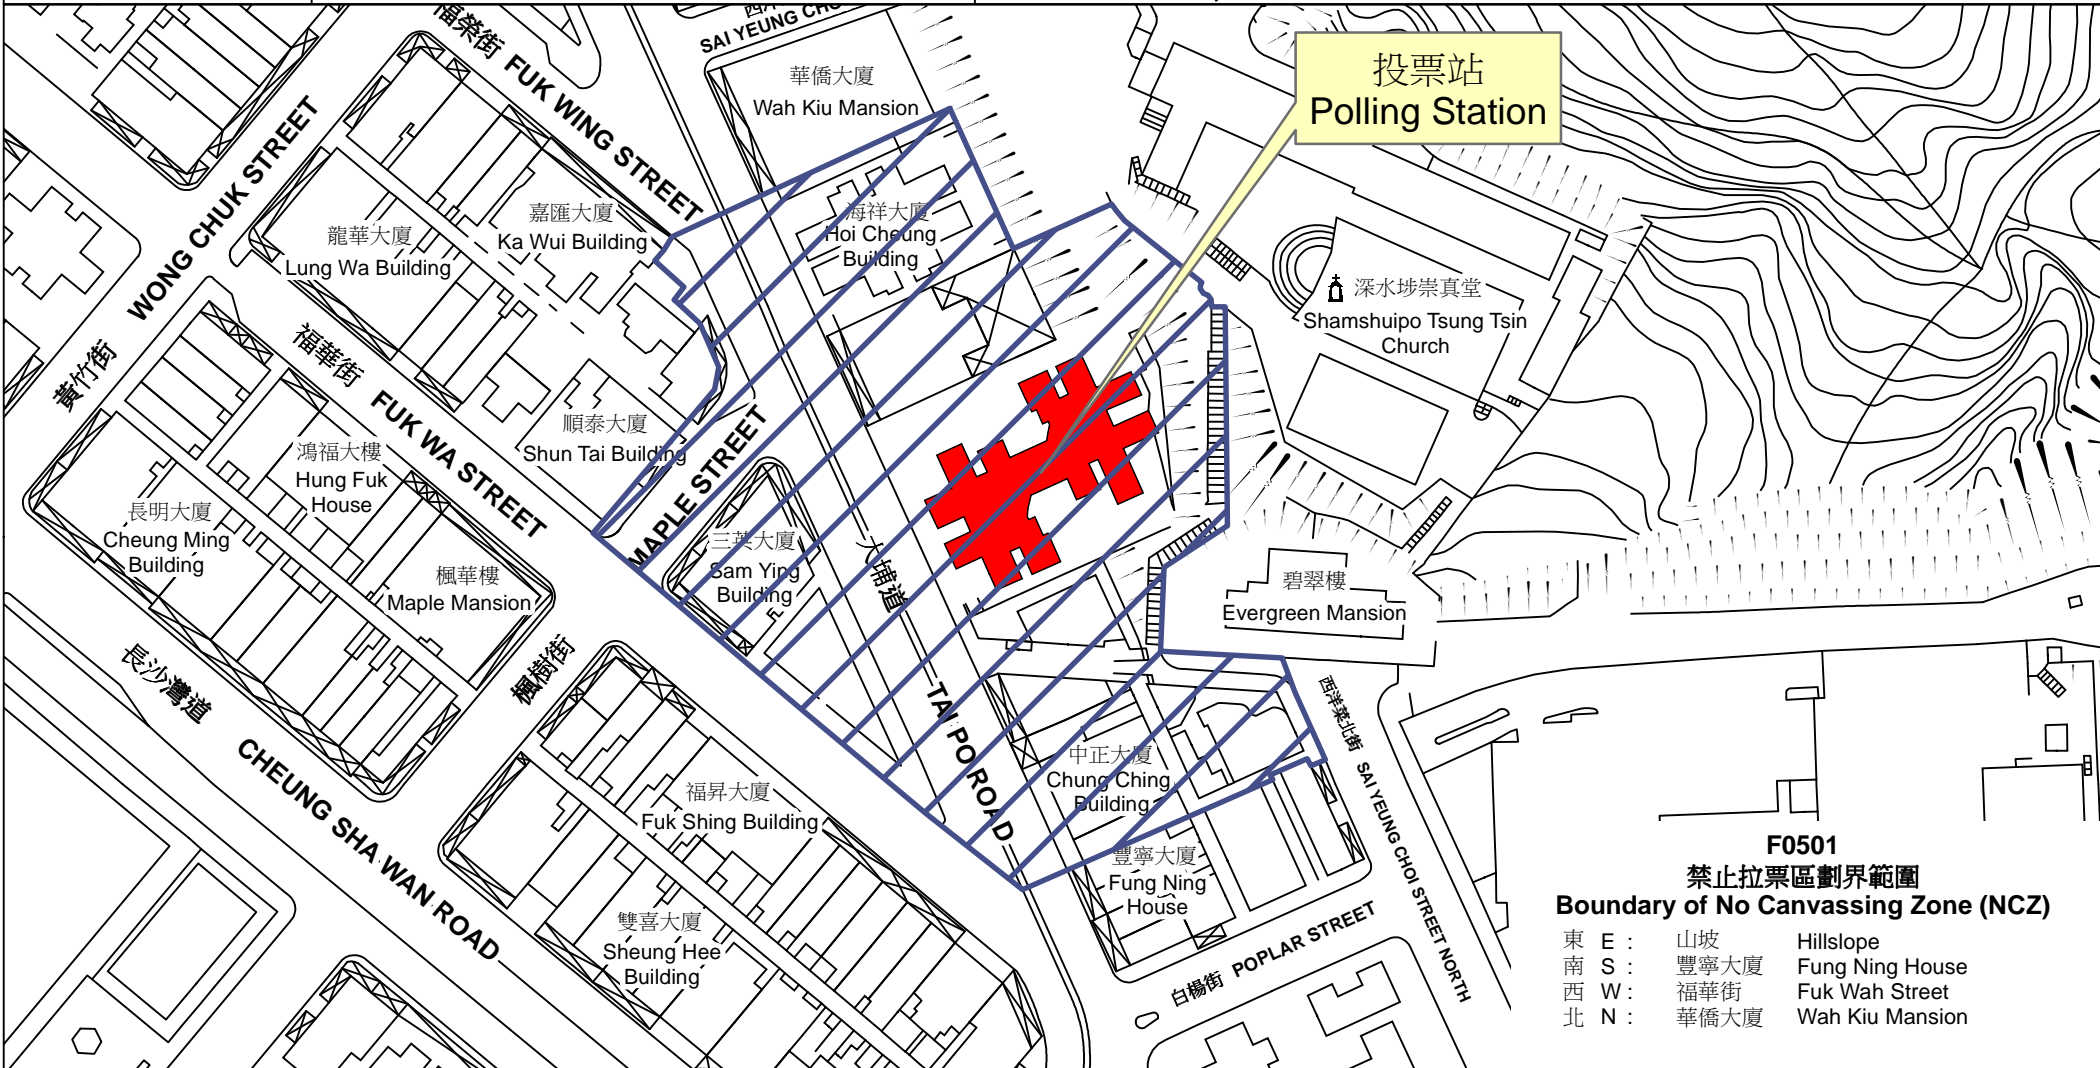 福榮街 FUK WING STREET
SAI YEUNG
華僑大廈
Wah Kiu Mansion
投票站
Polling Station
WONG CHUK STREET
黃竹街
龍華大廈
Lung Wa Building
嘉匯大廈
Ka Wui Building
海祥大廈
Hoi Cheung
Building
深水埗崇真堂
Shamshuipo Tsung Tsin
Church
福華街 FUK WA STREET
順泰大廈
Shun Tai Building
MAPLE STREET
楓樹街
鴻福大樓
Hung Fuk
House
長明大廈
Cheung Ming
Building
楓華樓
Maple Mansion
三英大廈
Sam Ying
Building
大埔道 TAI PO ROAD
碧翠樓
Evergreen Mansion
長沙灣道 CHEUNG SHA WAN ROAD
福昇大廈
Fuk Shing Building
中正大廈
Chung Ching
Building
西洋菜北街 SAI YEUNG CHOI STREET NORTH
豐寧大廈
Fung Ning
House
雙喜大廈
Sheung Hee
Building
白楊街 POPLAR STREET
F0501
禁止拉票區劃界範圍
Boundary of No Canvassing Zone (NCZ)
東 E : 山坡 Hillslope
南 S : 豐寧大廈 Fung Ning House
西 W : 福華街 Fuk Wah Street
北 N : 華僑大廈 Wah Kiu Mansion